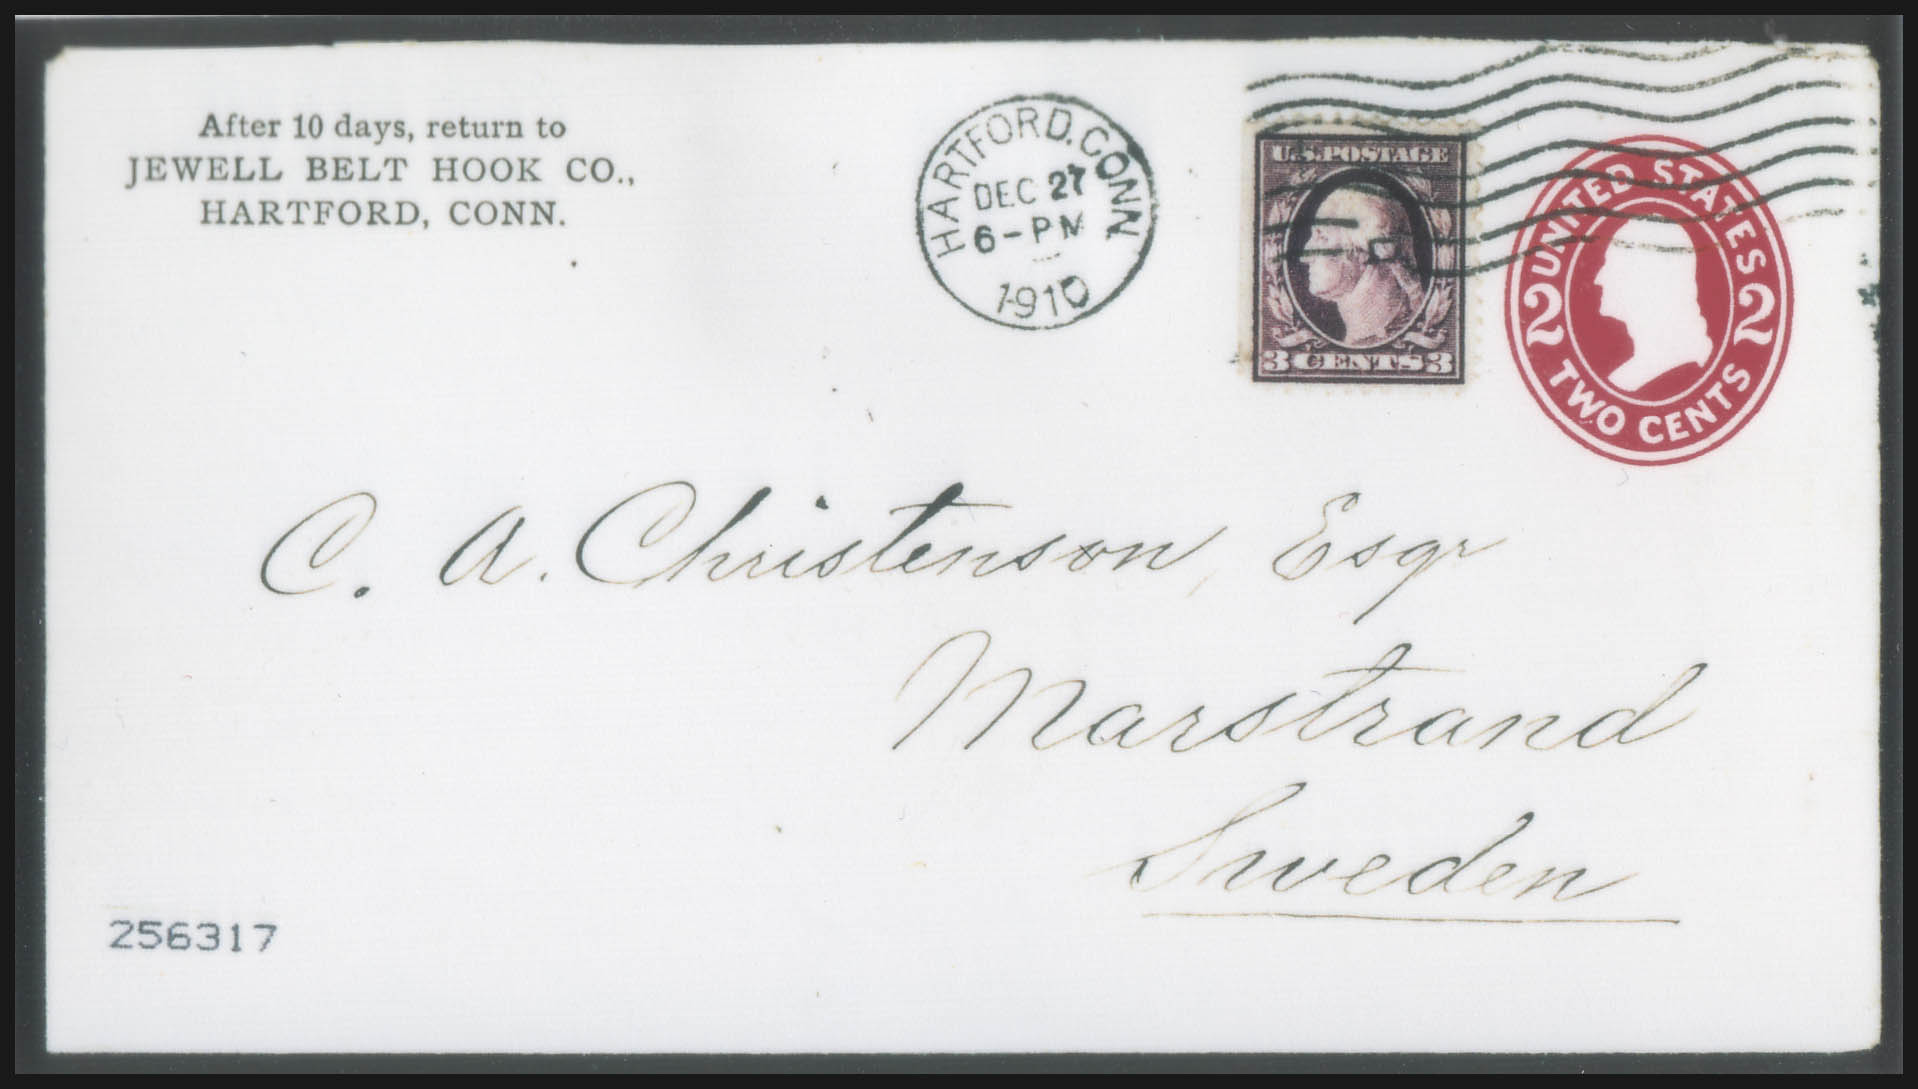 After 10 days, return to
JEWELL BELT HOOK CO.,
HARTFORD, CONN.
HARTFORD, CONN
DEC 27
6-PM
1910
U.S. POSTAGE
3 CENTS 3
UNITED STATES
2 2
TWO CENTS
C. A. Christenson, Esqr
Marstrand
Sweden
256317